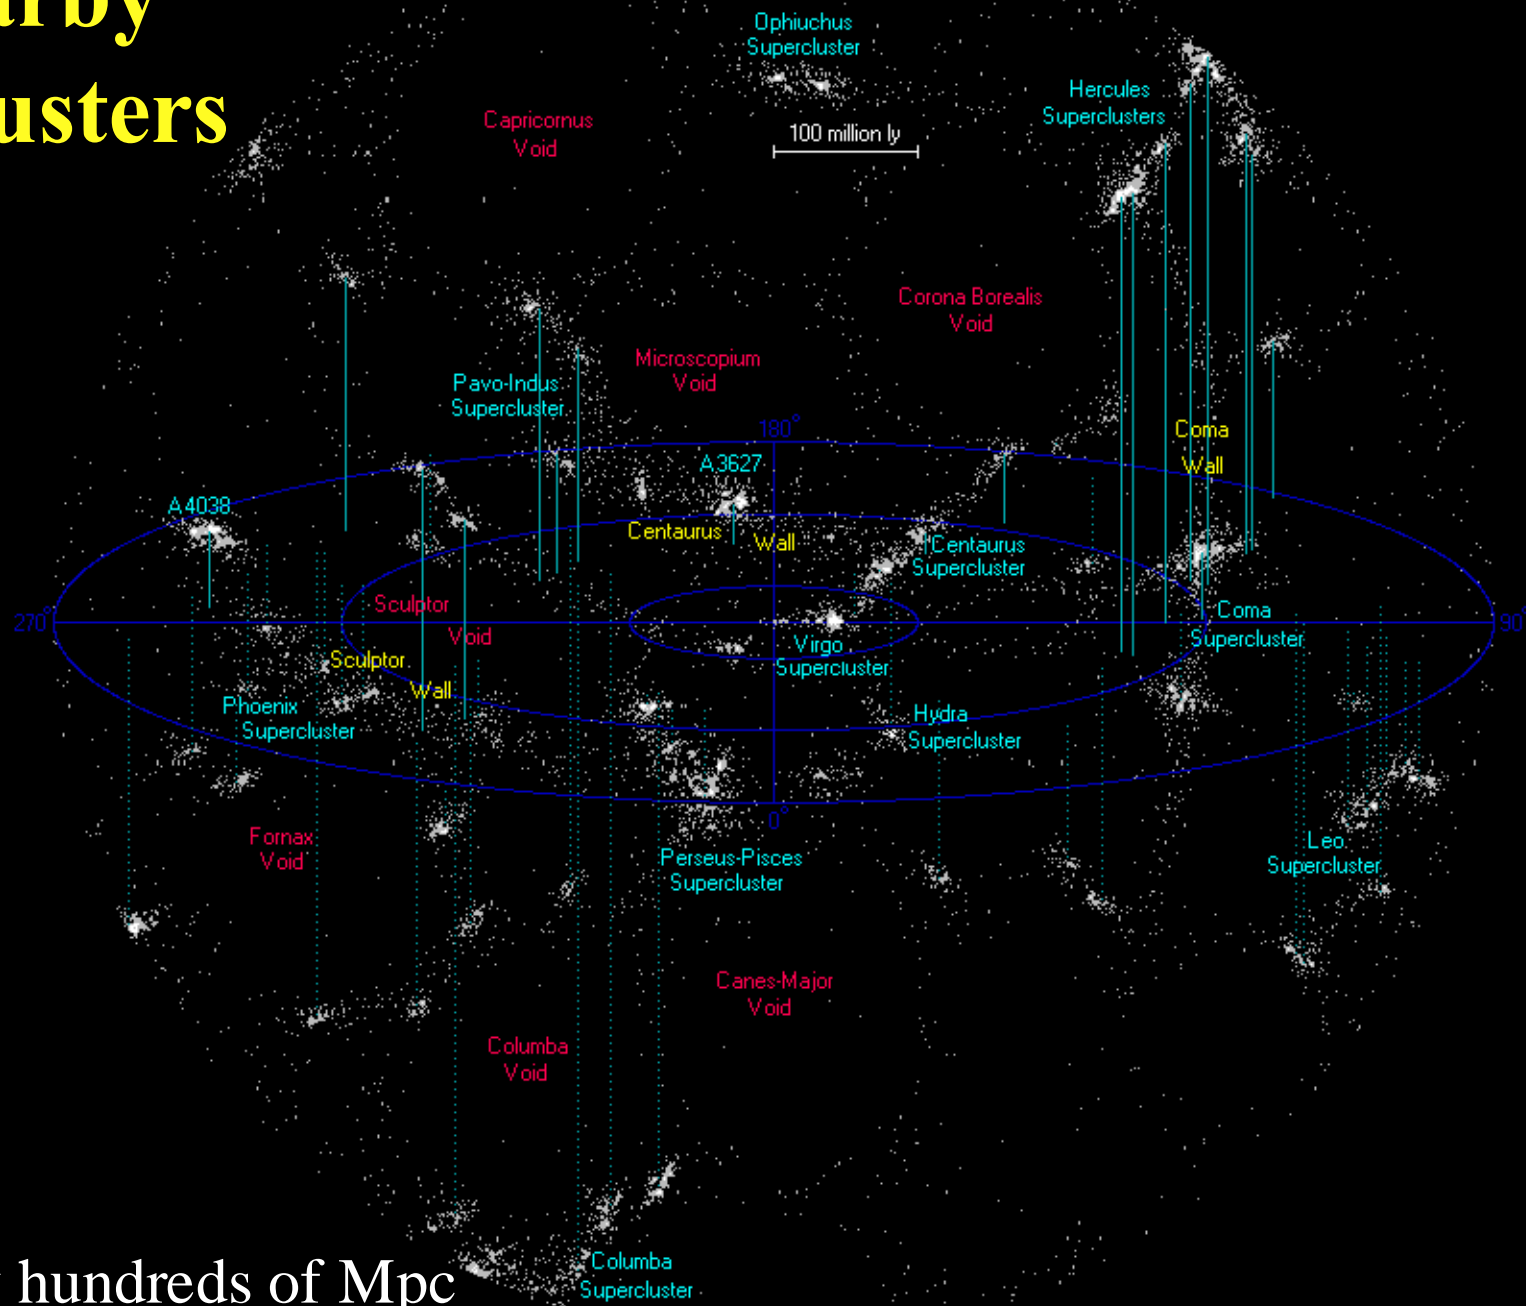 arby
usters
Ophiuchus
Supercluster
Hercules
Superclusters
Capricornus
Void
100 million ly
Corona Borealis
Void
Microscopium
Void
Pavo-Indus
Supercluster
180°
Coma
Wall
A3627
A4038
Centaurus
Wall
Centaurus
Supercluster
Sculptor
Void
270°
90°
Coma
Supercluster
Virgo
Supercluster
Sculptor
Wall
Phoenix
Supercluster
Hydra
Supercluster
0°
Fornax
Void
Perseus-Pisces
Supercluster
Leo
Supercluster
Canes-Major
Void
Columba
Void
Columba
Supercluster
hundreds of Mpc